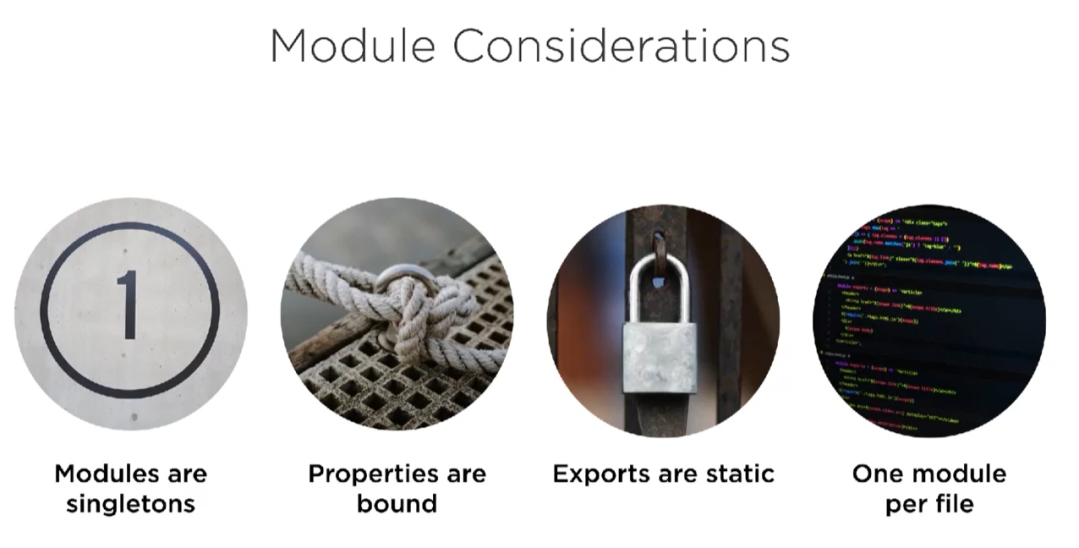 Module Considerations
1
Modules are
singletons
Properties are
bound
Exports are static
One module
per file